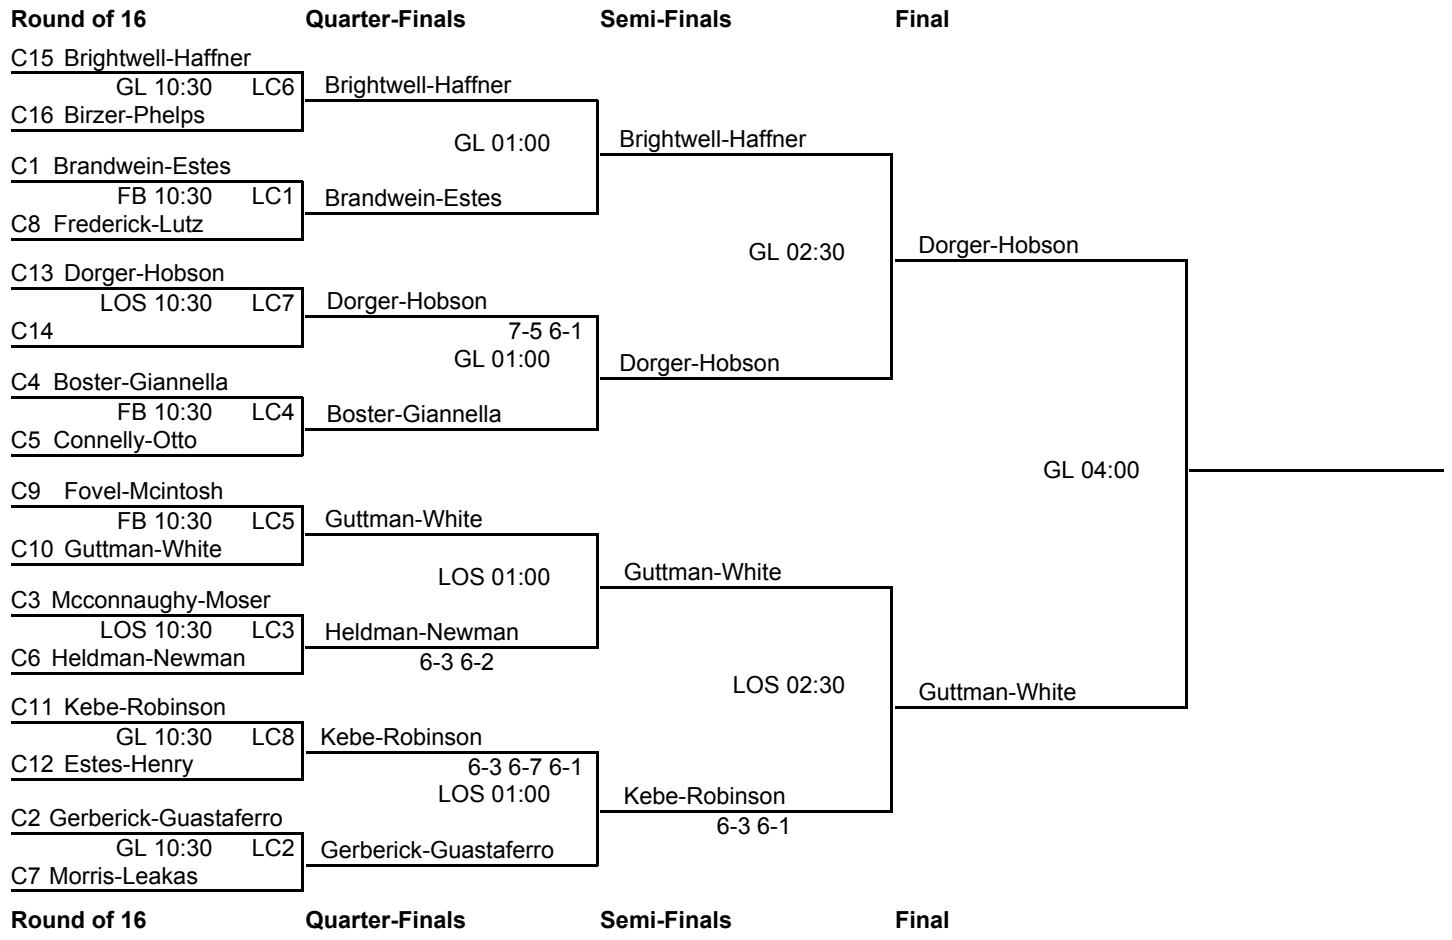 Round of 16 Quarter-Finals Semi-Finals Final
C15 Brightwell-Haffner
GL 10:30 LC6
C16 Birzer-Phelps
Brightwell-Haffner
GL 01:00
Brightwell-Haffner
C1 Brandwein-Estes
FB 10:30 LC1
C8 Frederick-Lutz
Brandwein-Estes
GL 02:30
Dorger-Hobson
C13 Dorger-Hobson
LOS 10:30 LC7
C14
Dorger-Hobson
7-5 6-1
GL 01:00
Dorger-Hobson
C4 Boster-Giannella
FB 10:30 LC4
C5 Connelly-Otto
Boster-Giannella
GL 04:00
C9 Fovel-Mcintosh
FB 10:30 LC5
C10 Guttman-White
Guttman-White
LOS 01:00
Guttman-White
C3 Mcconnaughy-Moser
LOS 10:30 LC3
C6 Heldman-Newman
Heldman-Newman
6-3 6-2
LOS 02:30
Guttman-White
C11 Kebe-Robinson
GL 10:30 LC8
C12 Estes-Henry
Kebe-Robinson
6-3 6-7 6-1
LOS 01:00
Kebe-Robinson
6-3 6-1
C2 Gerberick-Guastaferro
GL 10:30 LC2
C7 Morris-Leakas
Gerberick-Guastaferro
Round of 16 Quarter-Finals Semi-Finals Final